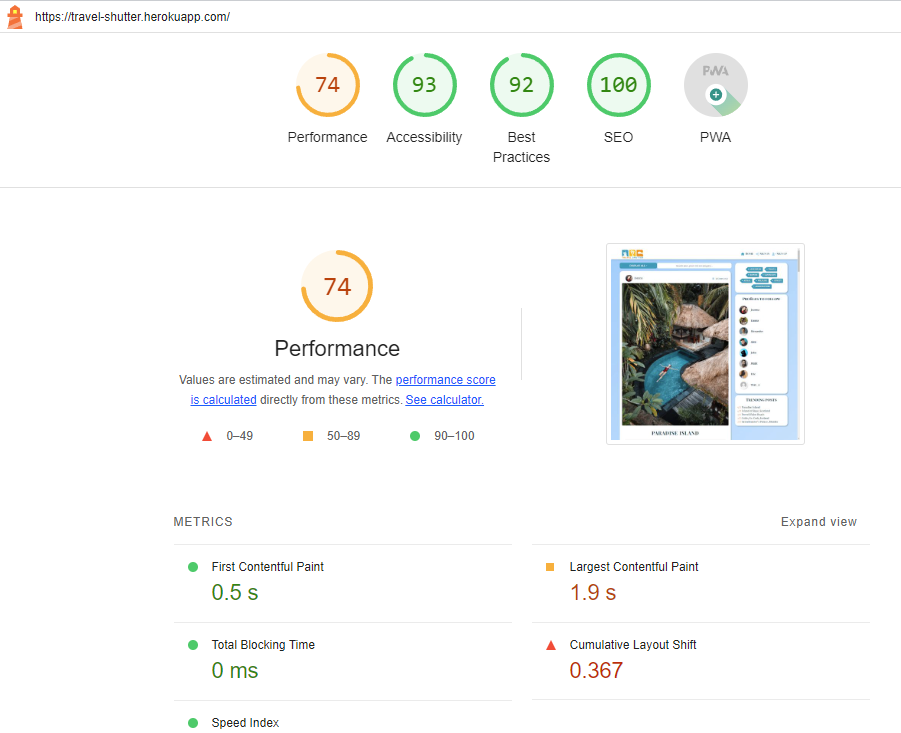 https://travel-shutter.herokuapp.com/
74
93
92
100
PWA
Performance
Accessibility
Best
Practices
SEO
PWA
74
Performance
Values are estimated and may vary. The performance score
is calculated directly from these metrics. See calculator.
0–49
50–89
90–100
PARADISE ISLAND
METRICS
Expand view
First Contentful Paint
0.5 s
Largest Contentful Paint
1.9 s
Total Blocking Time
0 ms
Cumulative Layout Shift
0.367
Speed Index